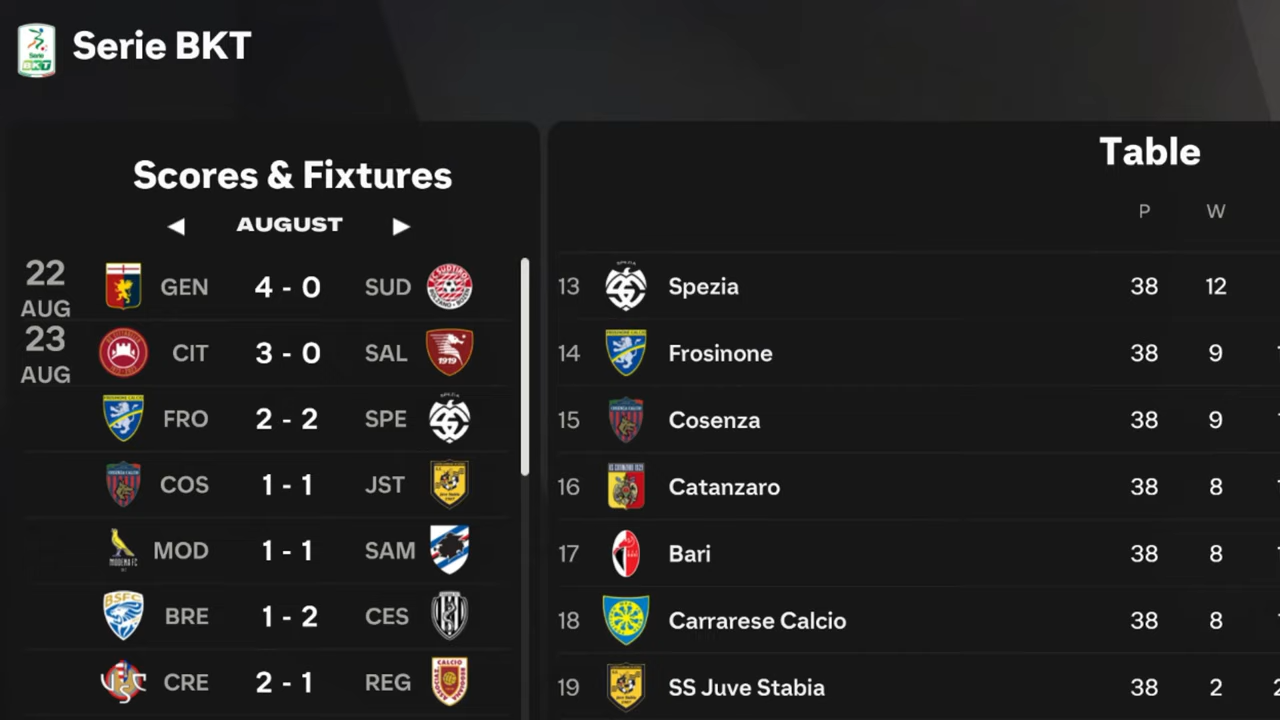 Serie BKT
Scores & Fixtures
◀ AUGUST ▶
22 AUG GEN 4 - 0 SUD
23 AUG CIT 3 - 0 SAL
FRO 2 - 2 SPE
COS 1 - 1 JST
MOD 1 - 1 SAM
BRE 1 - 2 CES
CRE 2 - 1 REG
Table
P W
13 Spezia 38 12
14 Frosinone 38 9
15 Cosenza 38 9
16 Catanzaro 38 8
17 Bari 38 8
18 Carrarese Calcio 38 8
19 SS Juve Stabia 38 2